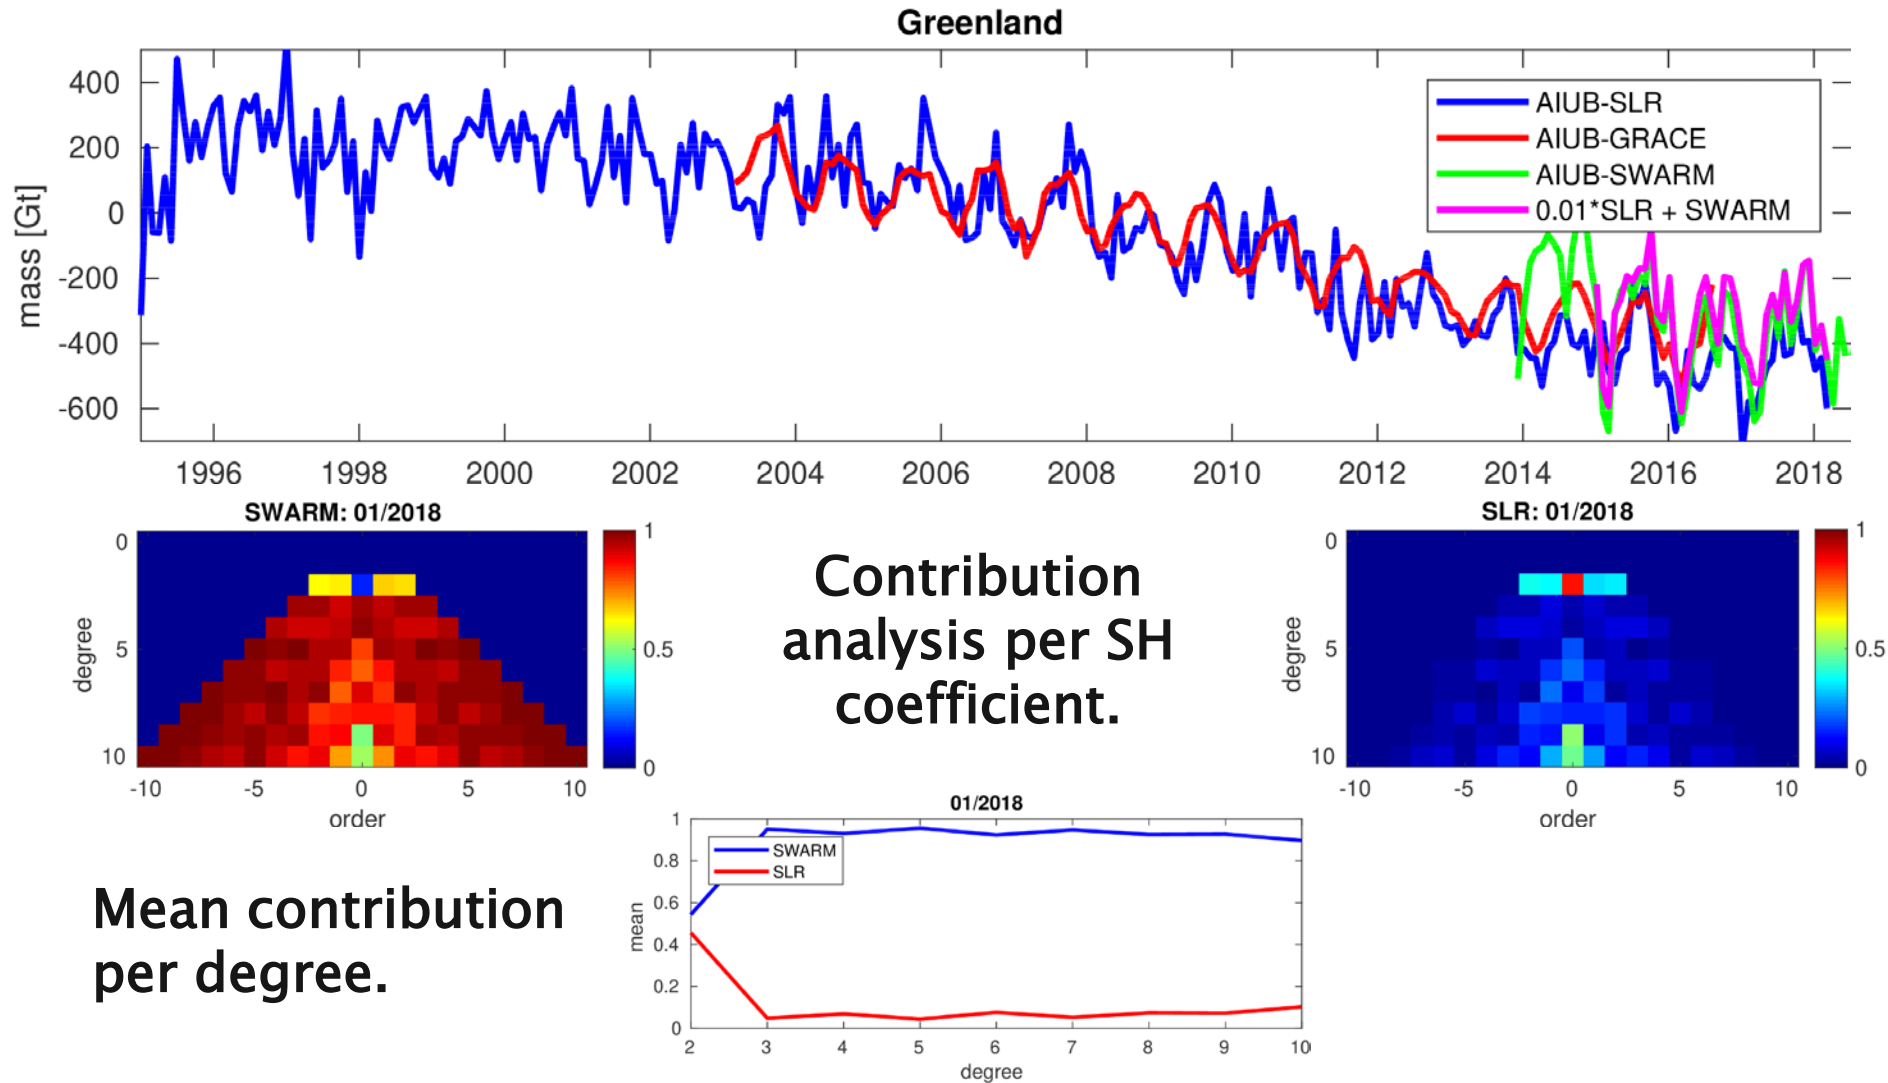 Greenland
400
200
0
-200
-400
-600
mass [Gt]
AIUB-SLR
AIUB-GRACE
AIUB-SWARM
0.01*SLR + SWARM
1996 1998 2000 2002 2004 2006 2008 2010 2012 2014 2016 2018
SWARM: 01/2018
0
5
10
degree
-10 -5 0 5 10
order
1
0.5
0
Contribution
analysis per SH
coefficient.
SLR: 01/2018
0
5
10
degree
-10 -5 0 5 10
order
1
0.5
0
Mean contribution
per degree.
01/2018
1
0.8
0.6
0.4
0.2
0
mean
SWARM
SLR
2 3 4 5 6 7 8 9 10
degree